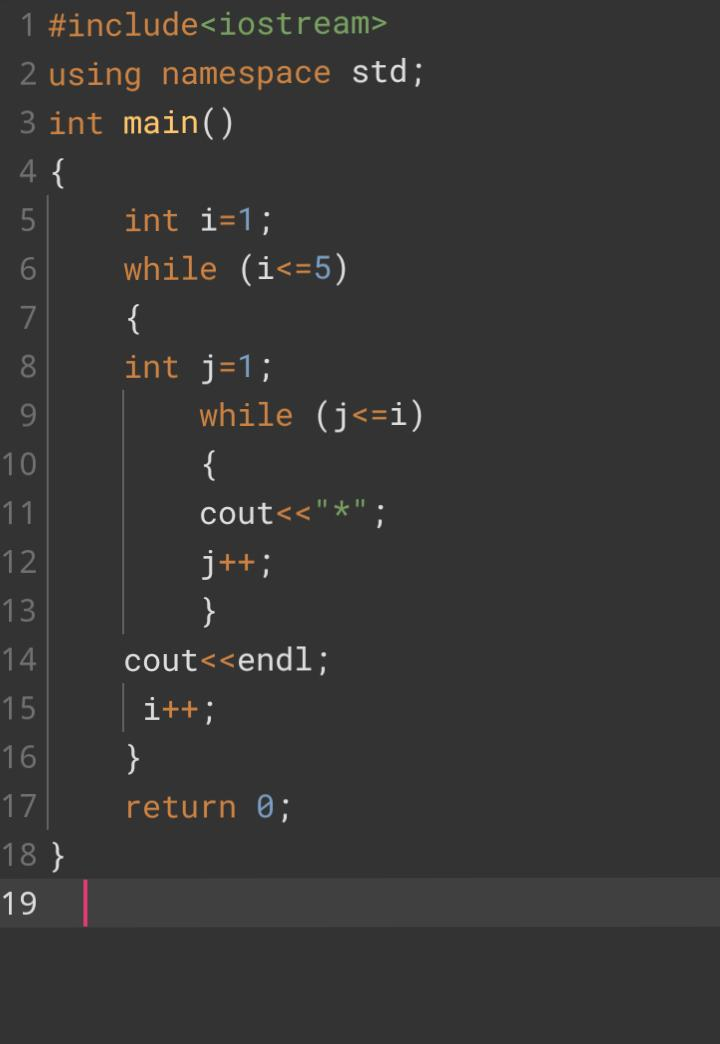 1 #include<iostream>
2 using namespace std;
3 int main()
4 {
5     int i=1;
6     while (i<=5)
7     {
8     int j=1;
9         while (j<=i)
10         {
11         cout<<"*";
12         j++;
13         }
14     cout<<endl;
15      i++;
16     }
17     return 0;
18 }
19